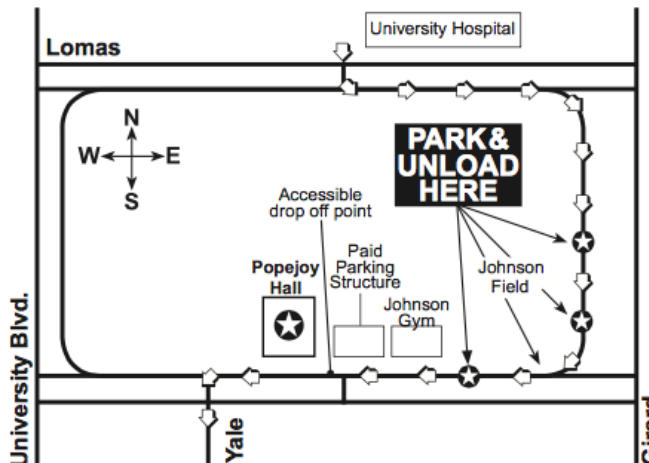 University Hospital
Lomas
N
W E
S
PARK &
UNLOAD
HERE
Accessible
drop off point
Popejoy
Hall
Paid
Parking
Structure
Johnson
Gym
Johnson
Field
University Blvd.
Yale
Girard